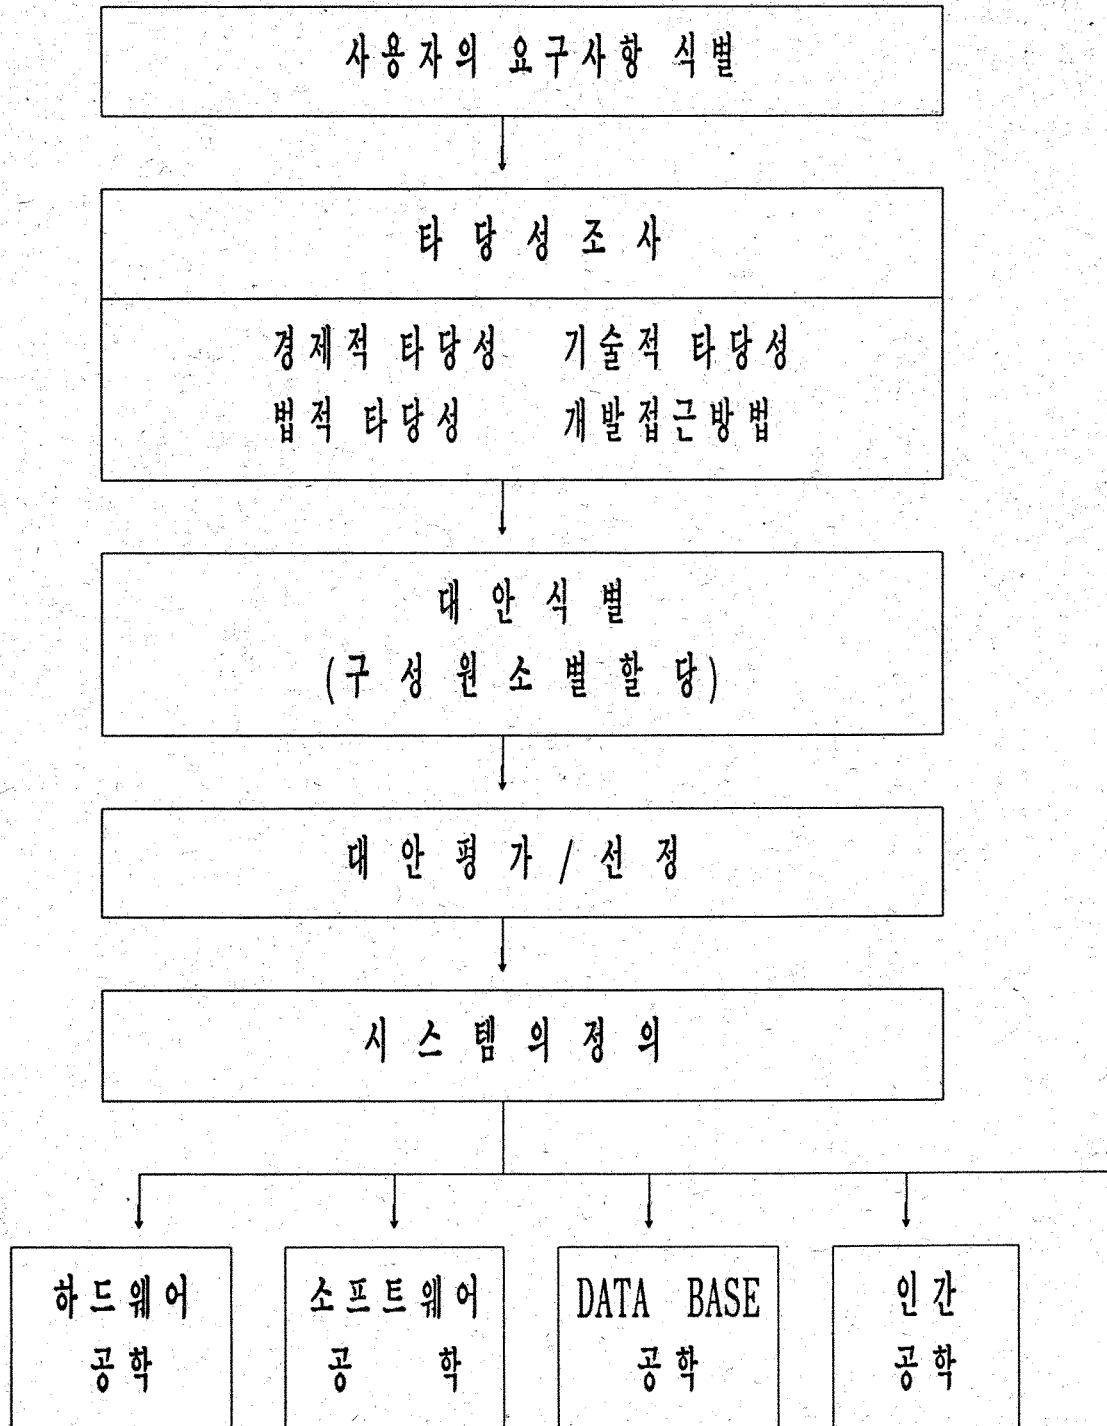 사용자의 요구사항 식별
타당성조사
경제적 타당성 기술적 타당성
법적 타당성 개발접근방법
대안식별
(구성원소별할당)
대안평가/선정
시스템의정의
하드웨어 소프트웨어 DATA BASE 인간
공학 공학 공학 공학